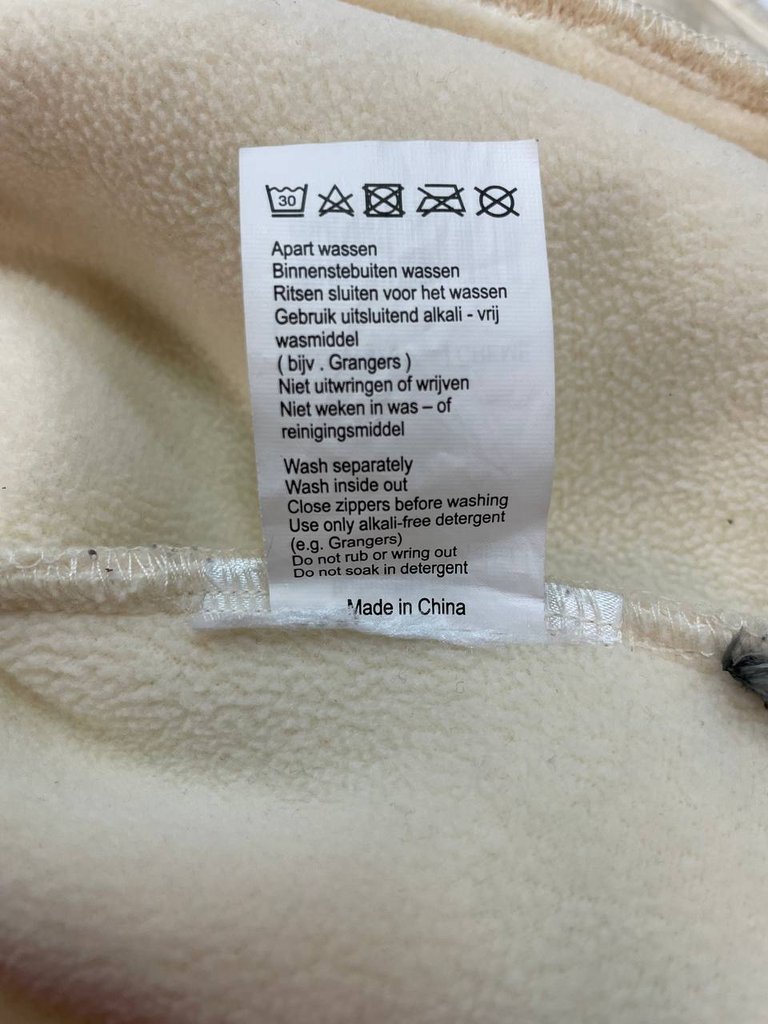 30
Apart wassen
Binnenstebuiten wassen
Ritsen sluiten voor het wassen
Gebruik uitsluitend alkali - vrij
wasmiddel
( bijv . Grangers )
Niet uitwringen of wrijven
Niet weken in was – of
reinigingsmiddel
Wash separately
Wash inside out
Close zippers before washing
Use only alkali-free detergent
(e.g. Grangers)
Do not rub or wring out
Do not soak in detergent
Made in China